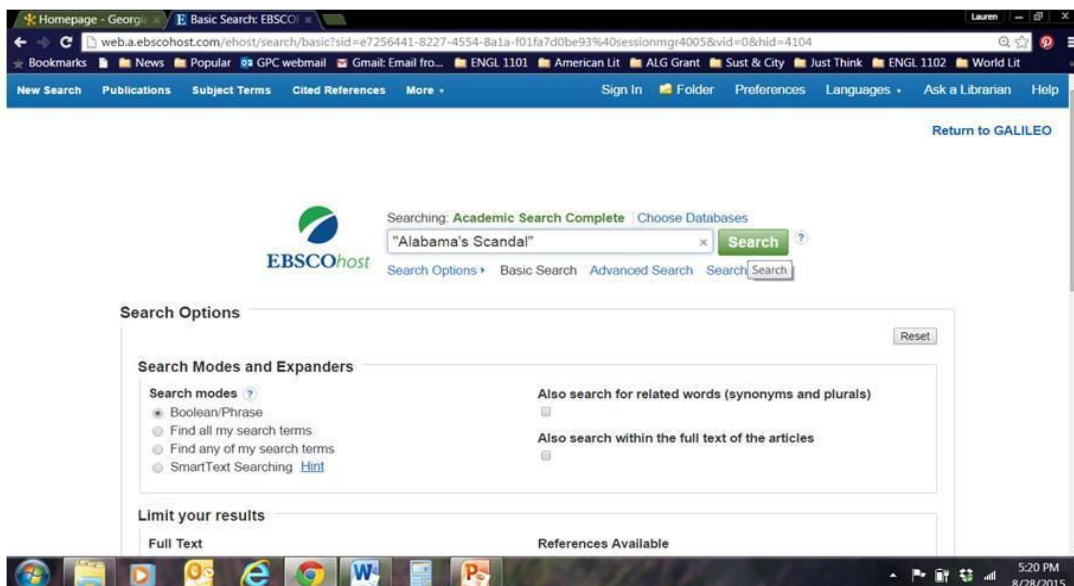 Homepage - Georgi
Basic Search: EBSCO
Lauren
web.a.ebscohost.com/ehost/search/basic?sid=e7256441-8227-4554-8a1a-f01fa7d0be93%40sessionmgr4005&vid=0&hid=4104
Bookmarks News Popular GPC webmail Gmail: Email fro... ENGL 1101 American Lit ALG Grant Sust & City Just Think ENGL 1102 World Lit
New Search Publications Subject Terms Cited References More Sign In Folder Preferences Languages Ask a Librarian Help
Return to GALILEO
Searching: Academic Search Complete Choose Databases
"Alabama's Scandal" × Search ?
EBSCOhost
Search Options Basic Search Advanced Search Search Search
Search Options
Reset
Search Modes and Expanders
Search modes ? Also search for related words (synonyms and plurals)
Boolean/Phrase
Find all my search terms Also search within the full text of the articles
Find any of my search terms
SmartText Searching Hint
Limit your results
Full Text References Available
5:20 PM
8/28/2015